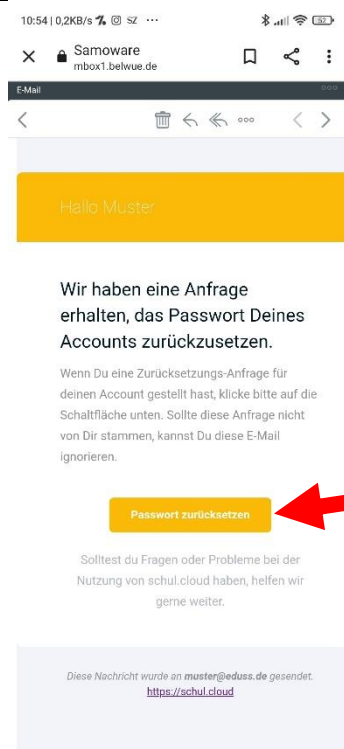 10:54 | 0,2KB/s SZ ... 52
Samoware
mbox1.belwue.de
E-Mail
Hallo Muster
Wir haben eine Anfrage
erhalten, das Passwort Deines
Accounts zurückzusetzen.
Wenn Du eine Zurücksetzungs-Anfrage für
deinen Account gestellt hast, klicke bitte auf die
Schaltfläche unten. Sollte diese Anfrage nicht
von Dir stammen, kannst Du diese E-Mail
ignorieren.
Passwort zurücksetzen
Solltest du Fragen oder Probleme bei der
Nutzung von schul.cloud haben, helfen wir
gerne weiter.
Diese Nachricht wurde an muster@eduss.de gesendet.
https://schul.cloud